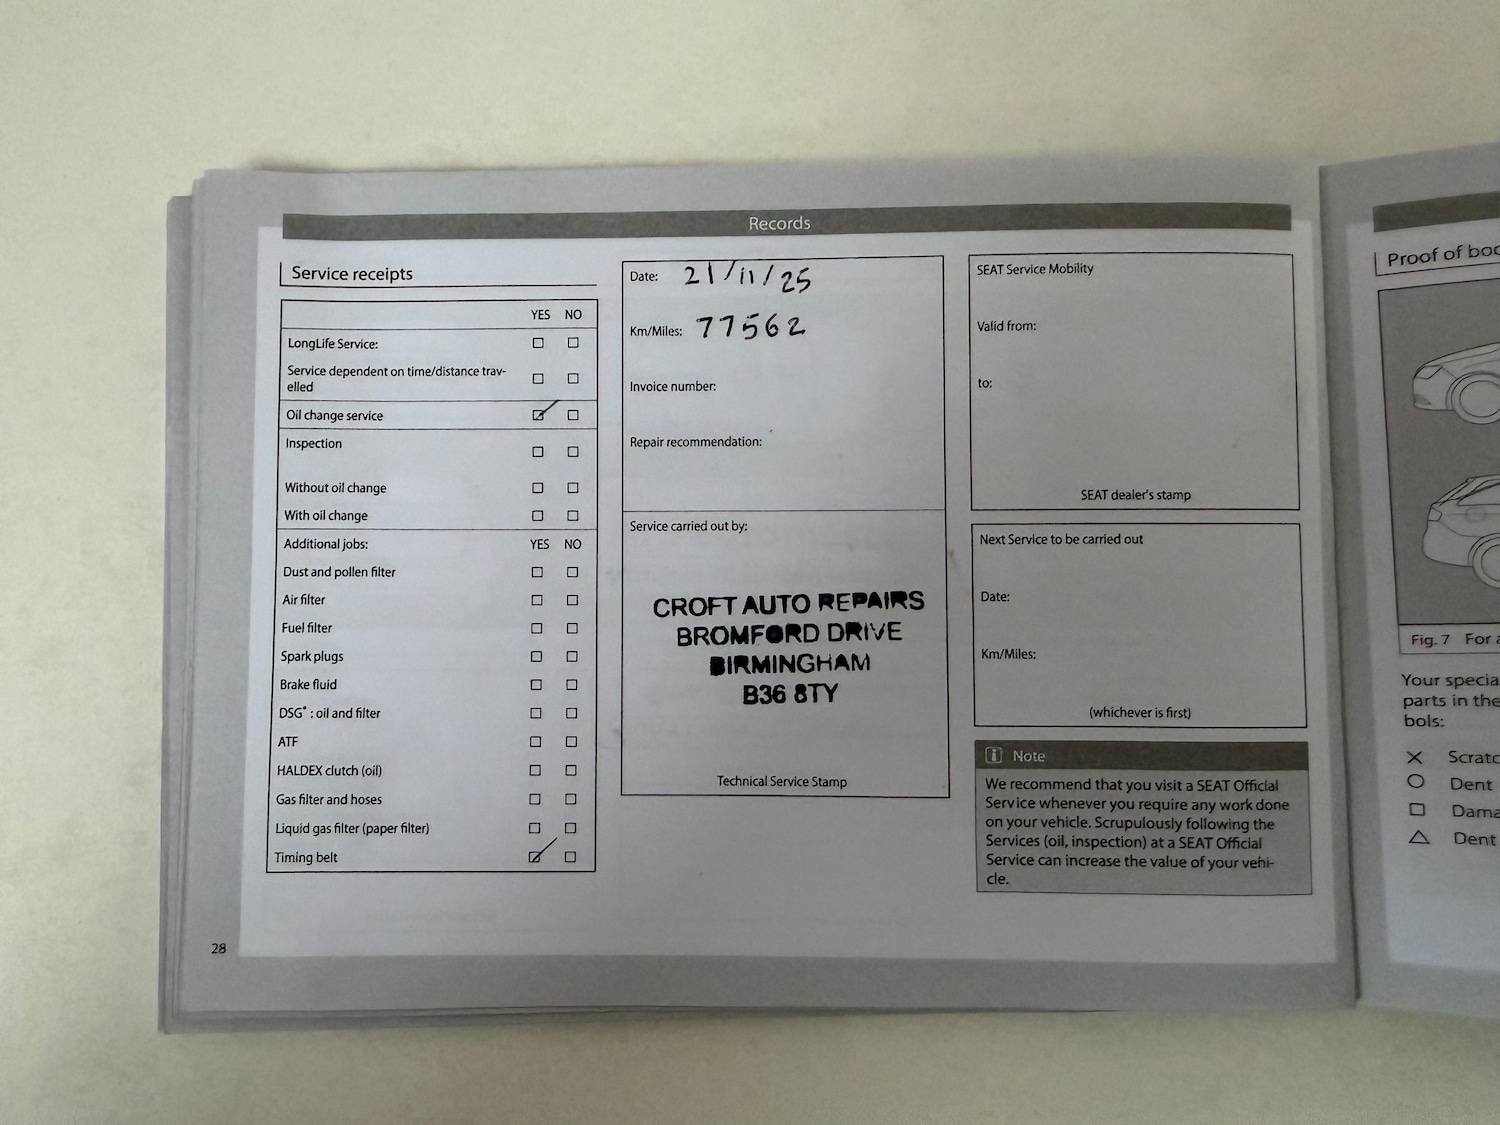 Records
Service receipts
YES NO
LongLife Service:
Service dependent on time/distance trav-
elled
Oil change service
Inspection
Without oil change
With oil change
Additional jobs: YES NO
Dust and pollen filter
Air filter
Fuel filter
Spark plugs
Brake fluid
DSG®: oil and filter
ATF
HALDEX clutch (oil)
Gas filter and hoses
Liquid gas filter (paper filter)
Timing belt
Date: 21/11/25
Km/Miles: 77562
Invoice number:
Repair recommendation:
Service carried out by:
CROFT AUTO REPAIRS
BROMFORD DRIVE
BIRMINGHAM
B36 8TY
Technical Service Stamp
SEAT Service Mobility
Valid from:
to:
SEAT dealer's stamp
Next Service to be carried out
Date:
Km/Miles:
(whichever is first)
Note
We recommend that you visit a SEAT Official
Service whenever you require any work done
on your vehicle. Scrupulously following the
Services (oil, inspection) at a SEAT Official
Service can increase the value of your vehi-
cle.
28
Proof of
Fig. 7 For
Your
parts in the
bols:
Dent
Dent